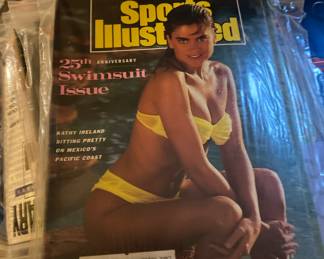 Sports
Illustrated
25th ANNIVERSARY
Swimsuit
Issue
KATHY IRELAND
SITTING PRETTY
ON MEXICO'S
PACIFIC COAST